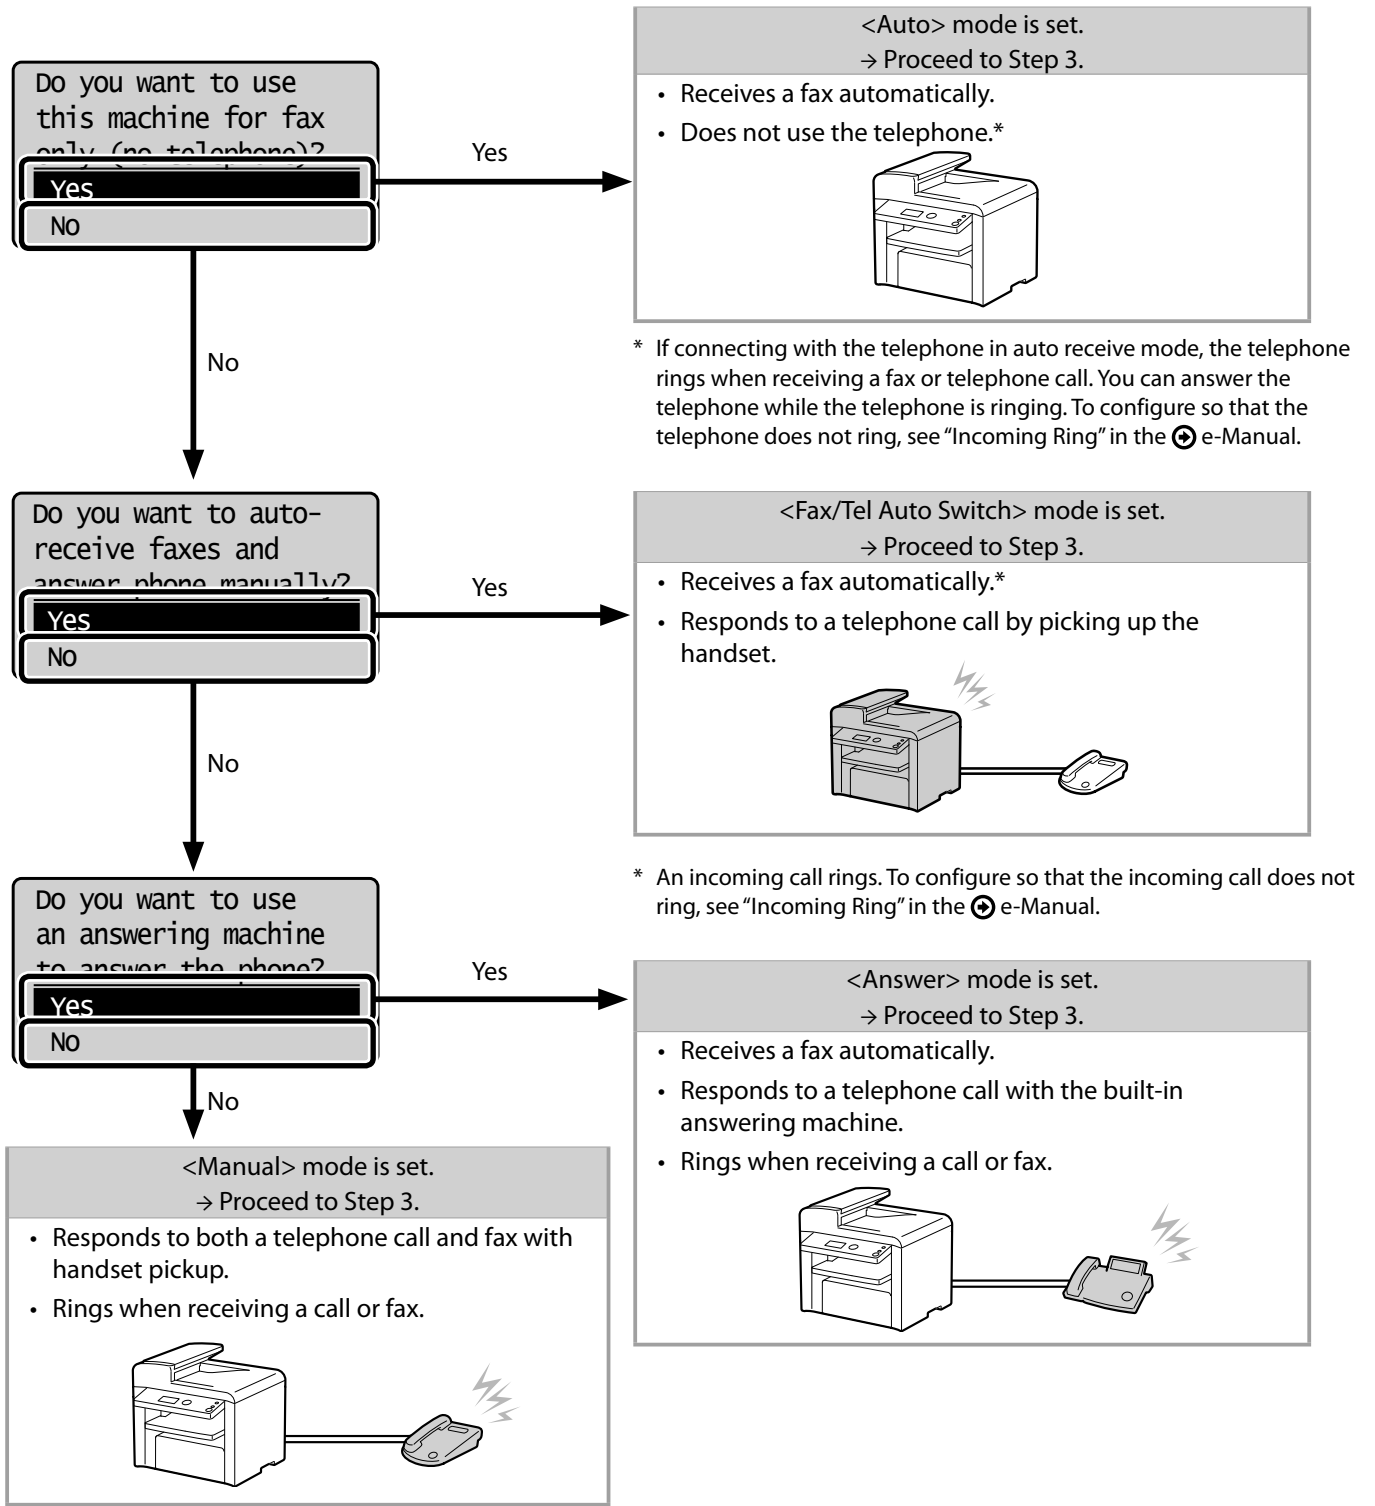 <Auto> mode is set.
→ Proceed to Step 3.
• Receives a fax automatically.
• Does not use the telephone.*
Do you want to use
this machine for fax
only (no telephone)?
Yes
No
Yes
No
* If connecting with the telephone in auto receive mode, the telephone
rings when receiving a fax or telephone call. You can answer the
telephone while the telephone is ringing. To configure so that the
telephone does not ring, see “Incoming Ring” in the e-Manual.
Do you want to auto-
receive faxes and
answer phone manually?
Yes
No
Yes
No
<Fax/Tel Auto Switch> mode is set.
→ Proceed to Step 3.
• Receives a fax automatically.*
• Responds to a telephone call by picking up the
handset.
* An incoming call rings. To configure so that the incoming call does not
ring, see “Incoming Ring” in the e-Manual.
Do you want to use
an answering machine
to answer the phone?
Yes
No
Yes
No
<Answer> mode is set.
→ Proceed to Step 3.
• Receives a fax automatically.
• Responds to a telephone call with the built-in
answering machine.
• Rings when receiving a call or fax.
<Manual> mode is set.
→ Proceed to Step 3.
• Responds to both a telephone call and fax with
handset pickup.
• Rings when receiving a call or fax.